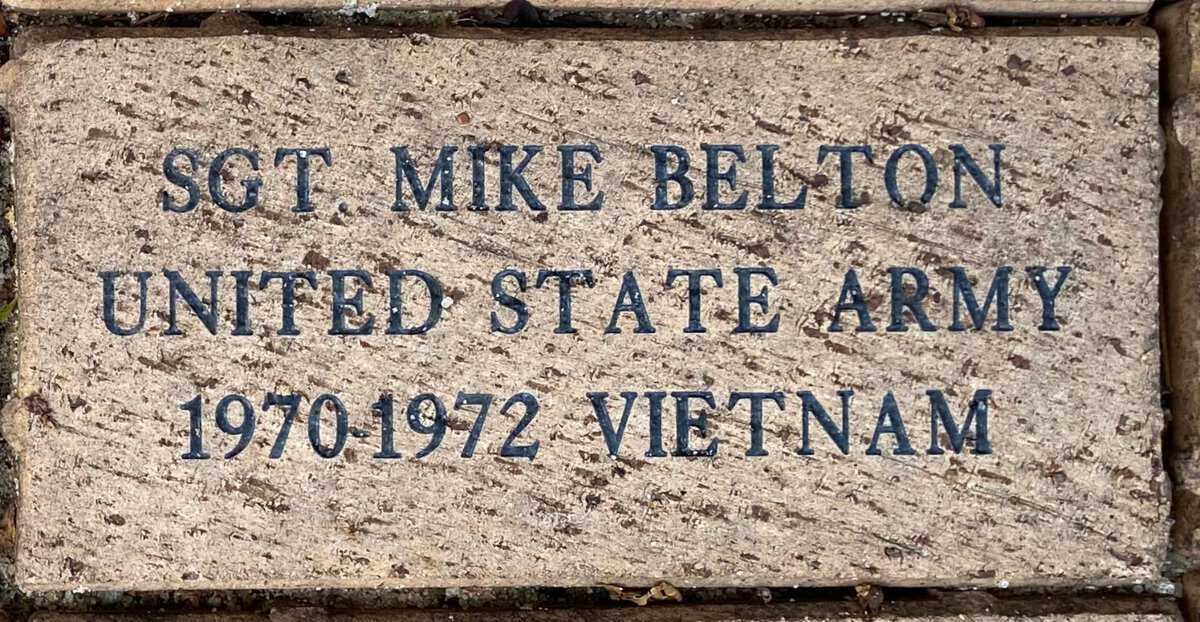 SGT. MIKE BELTON
UNITED STATE ARMY
1970-1972 VIETNAM